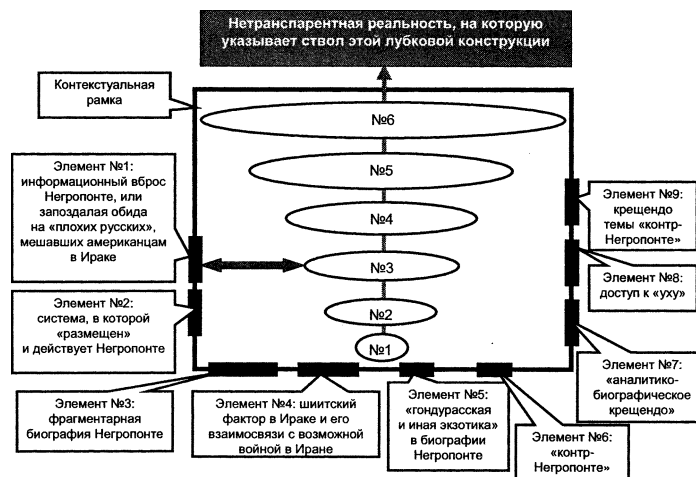 Нетранспарентная реальность, на которую
указывает ствол этой лубковой конструкции
Контекстуальная
рамка
№6
№5
№4
№3
№2
№1
Элемент №1:
информационный вброс
Негропонте, или
запоздалая обида
на «плохих русских»,
мешавших американцам
в Ираке
Элемент №2:
система, в которой
«размещен»
и действует Негропонте
Элемент №3:
фрагментарная
биография Негропонте
Элемент №4: шиитский
фактор в Ираке и его
взаимосвязи с возможной
войной в Иране
Элемент №5:
«гондурасская
и иная экзотика»
в биографии
Негропонте
Элемент №6:
«контр-
Негропонте»
Элемент №7:
«аналитико-
биографическое
крещендо»
Элемент №8:
доступ к «уху»
Элемент №9:
крещендо
темы «контр-
Негропонте»